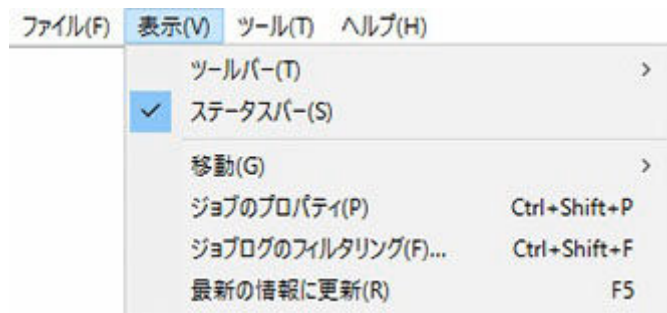 ファイル(F) 表示(V) ツール(T) ヘルプ(H)
ツールバー(T)
ステータスバー(S)
移動(G)
ジョブのプロパティ(P) Ctrl+Shift+P
ジョブログのフィルタリング(F)... Ctrl+Shift+F
最新の情報に更新(R) F5